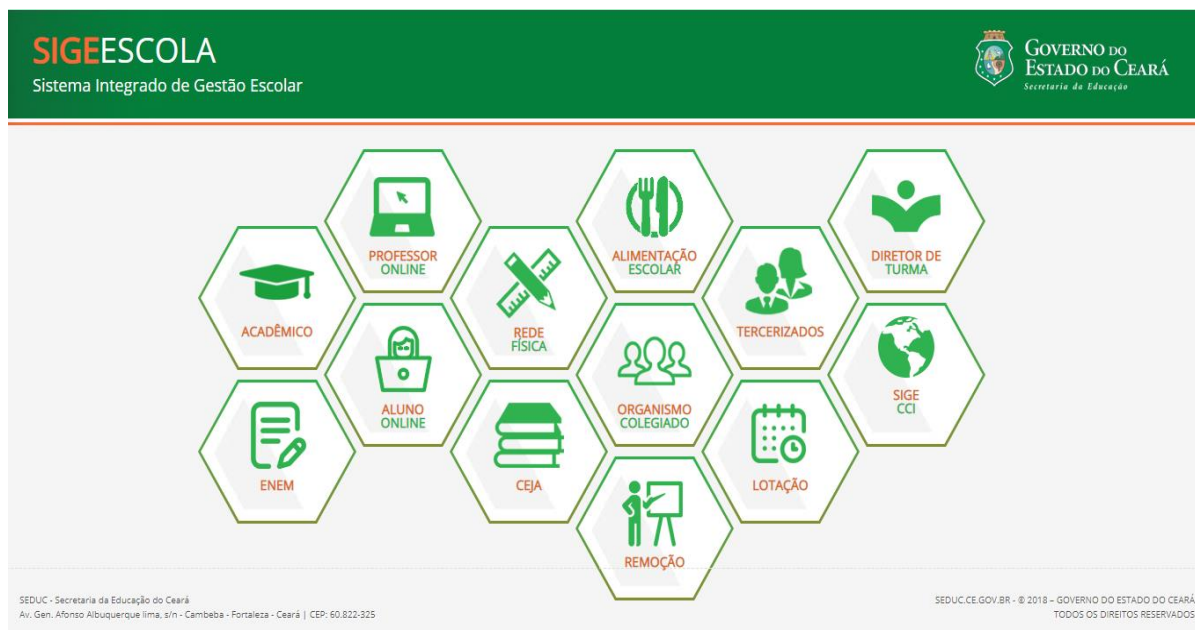 SIGEESCOLA
Sistema Integrado de Gestão Escolar
GOVERNO DO
ESTADO DO CEARÁ
Secretaria da Educação
PROFESSOR
ONLINE
ALIMENTAÇÃO
ESCOLAR
DIRETOR DE
TURMA
ACADÊMICO
REDE
FÍSICA
TERCERIZADOS
ALUNO
ONLINE
ORGANISMO
COLEGIADO
SIGE
CCI
ENEM
CEJA
LOTAÇÃO
REMOÇÃO
SEDUC - Secretaria da Educação do Ceará
Av. Gen. Afonso Albuquerque lima, s/n - Cambeba - Fortaleza - Ceará | CEP: 60.822-325
SEDUC.CE.GOV.BR - © 2018 – GOVERNO DO ESTADO DO CEARÁ
TODOS OS DIREITOS RESERVADOS